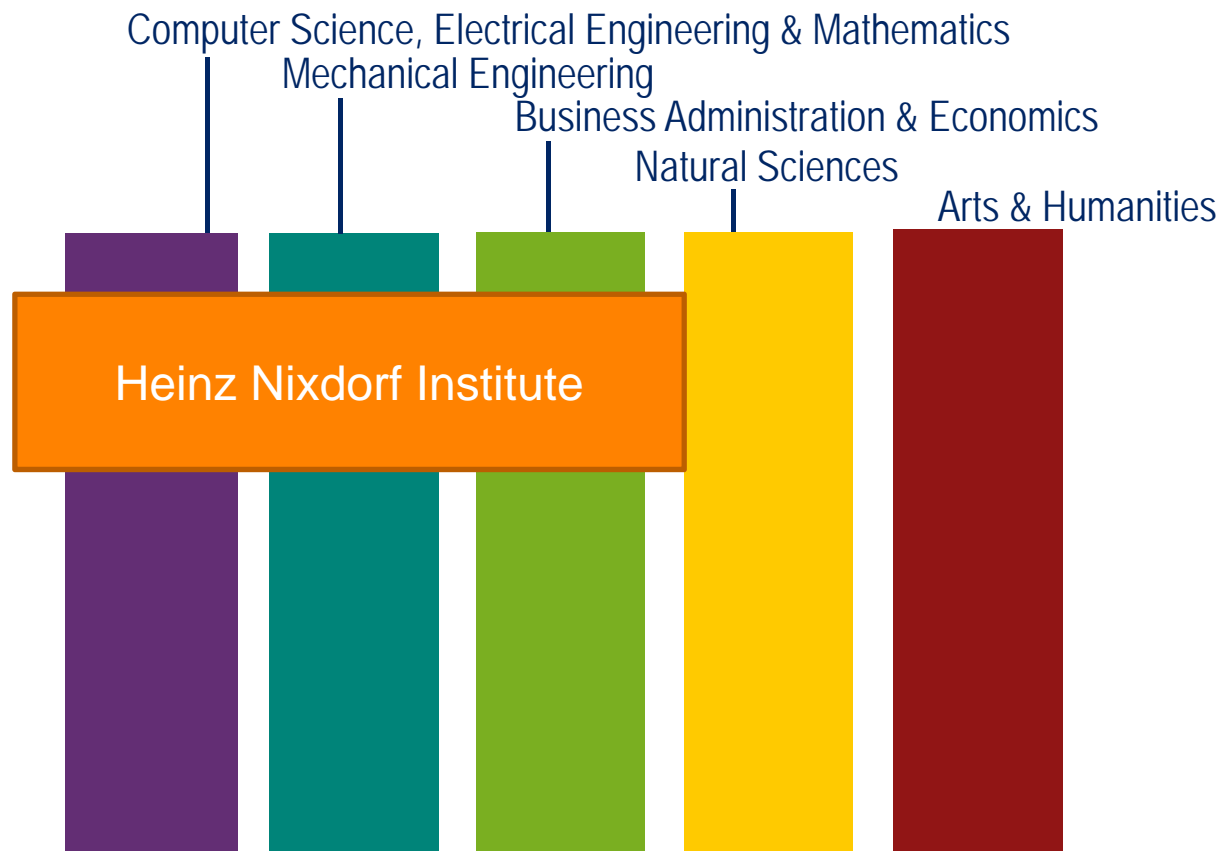 Computer Science, Electrical Engineering & Mathematics
Mechanical Engineering
Business Administration & Economics
Natural Sciences
Arts & Humanities
Heinz Nixdorf Institute